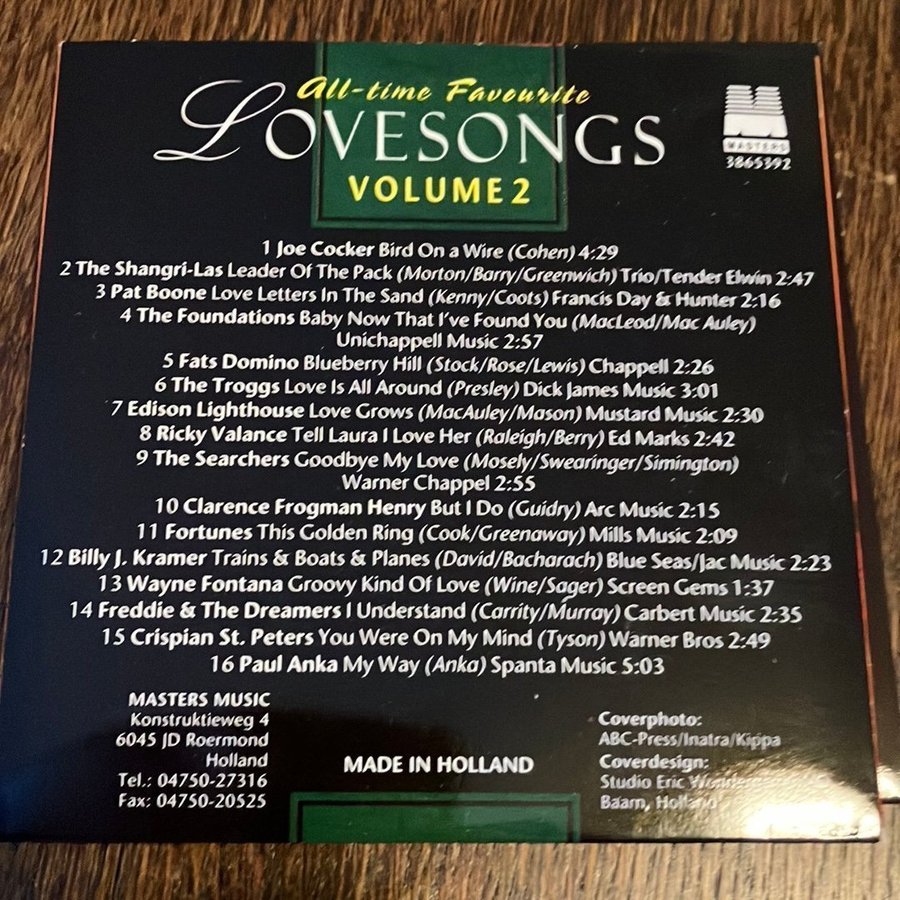 All-time Favourite
LOVESONGS
VOLUME 2
MASTERS
3865392
1 Joe Cocker Bird On a Wire (Cohen) 4:29
2 The Shangri-Las Leader Of The Pack (Morton/Barry/Greenwich) Trio/Tender Elwin 2:47
3 Pat Boone Love Letters In The Sand (Kenny/Coots) Francis Day & Hunter 2:16
4 The Foundations Baby Now That I've Found You (MacLeod/Mac Auley)
Unichappell Music 2:57
5 Fats Domino Blueberry Hill (Stock/Rose/Lewis) Chappell 2:26
6 The Troggs Love Is All Around (Presley) Dick James Music 3:01
7 Edison Lighthouse Love Grows (MacAuley/Mason) Mustard Music 2:30
8 Ricky Valance Tell Laura I Love Her (Raleigh/Berry) Ed Marks 2:42
9 The Searchers Goodbye My Love (Mosely/Swearinger/Simington)
Warner Chappel 2:55
10 Clarence Frogman Henry But I Do (Guidry) Arc Music 2:15
11 Fortunes This Golden Ring (Cook/Greenaway) Mills Music 2:09
12 Billy J. Kramer Trains & Boats & Planes (David/Bacharach) Blue Seas/Jac Music 2:23
13 Wayne Fontana Groovy Kind Of Love (Wine/Sager) Screen Gems 1:37
14 Freddie & The Dreamers I Understand (Carrity/Murray) Carbert Music 2:35
15 Crispian St. Peters You Were On My Mind (Tyson) Warner Bros 2:49
16 Paul Anka My Way (Anka) Spanta Music 5:03
MASTERS MUSIC
Konstruktieweg 4
6045 JD Roermond
Holland
Tel.: 04750-27316
Fax: 04750-20525
MADE IN HOLLAND
Coverphoto:
ABC-Press/Inatra/Kippa
Coverdesign:
Studio Eric
Baarn, Holland